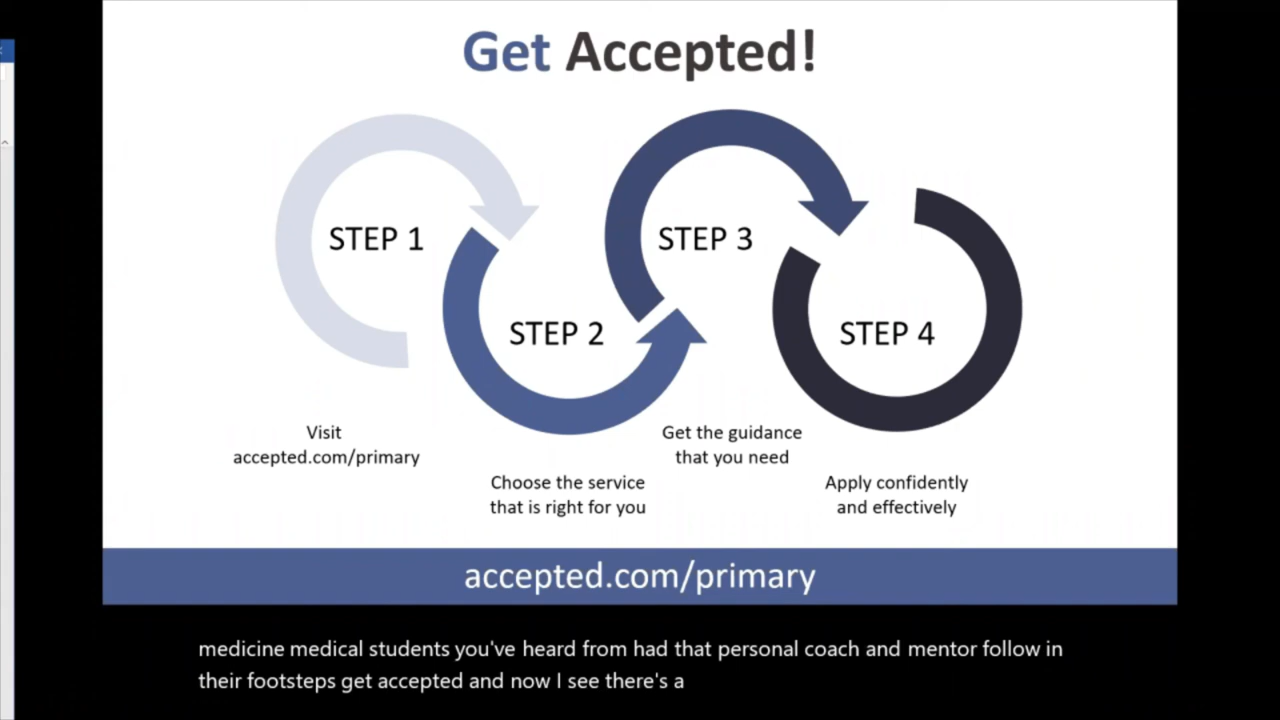 Get Accepted!
STEP 1
STEP 2
STEP 3
STEP 4
Visit
accepted.com/primary
Choose the service
that is right for you
Get the guidance
that you need
Apply confidently
and effectively
accepted.com/primary
medicine medical students you've heard from had that personal coach and mentor follow in
their footsteps get accepted and now I see there's a